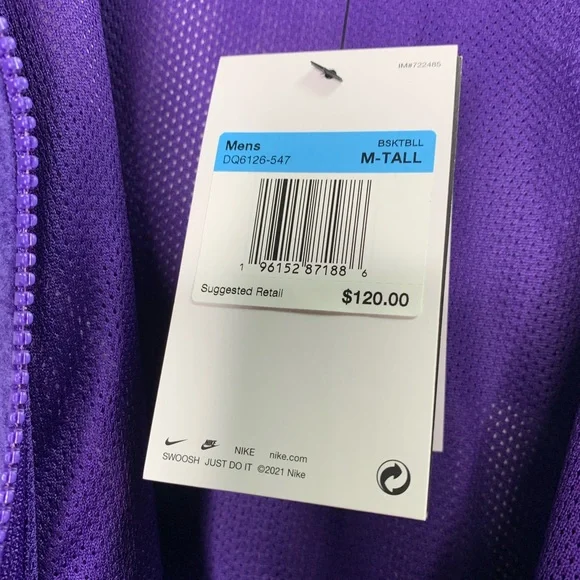 IM#722485
Mens BSKTBLL
DQ6126-547 M-TALL
1 96152 87188 6
Suggested Retail $120.00
NIKE nike.com
SWOOSH JUST DO IT ©2021 Nike